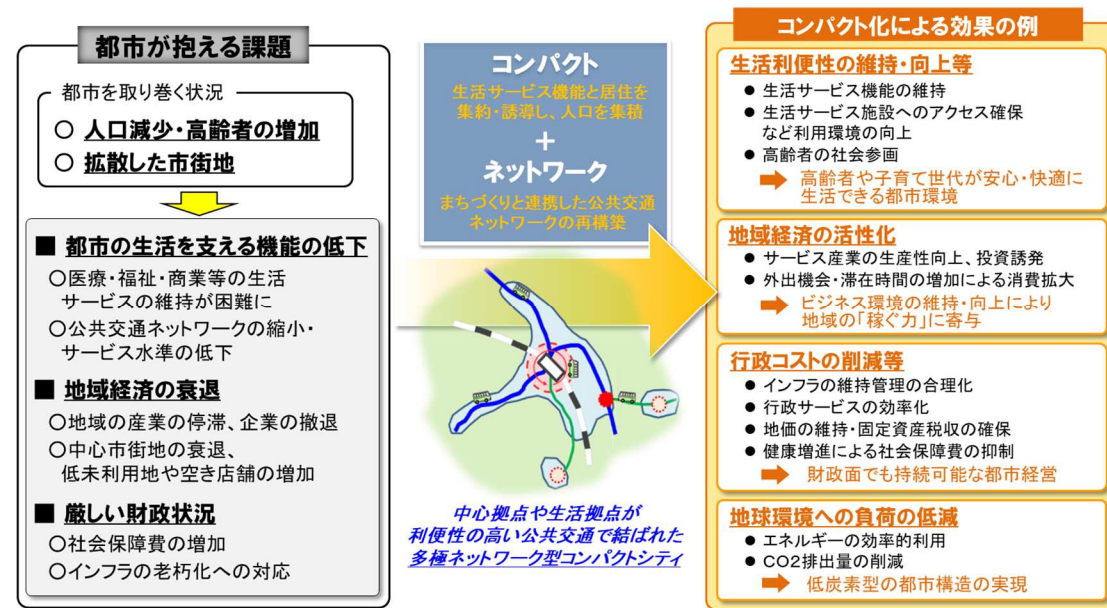 都市が抱える課題
都市を取り巻く状況
○ 人口減少・高齢者の増加
○ 拡散した市街地
■ 都市の生活を支える機能の低下
○医療・福祉・商業等の生活
サービスの維持が困難に
○公共交通ネットワークの縮小・
サービス水準の低下
■ 地域経済の衰退
○地域の産業の停滞、企業の撤退
○中心市街地の衰退、
低未利用地や空き店舗の増加
■ 厳しい財政状況
○社会保障費の増加
○インフラの老朽化への対応
コンパクト
生活サービス機能と居住を
集約・誘導し、人口を集積
+
ネットワーク
まちづくりと連携した公共交通
ネットワークの再構築
中心拠点や生活拠点が
利便性の高い公共交通で結ばれた
多極ネットワーク型コンパクトシティ
コンパクト化による効果の例
生活利便性の維持・向上等
● 生活サービス機能の維持
● 生活サービス施設へのアクセス確保
など利用環境の向上
● 高齢者の社会参画
➡ 高齢者や子育て世代が安心・快適に
生活できる都市環境
地域経済の活性化
● サービス産業の生産性向上、投資誘発
● 外出機会・滞在時間の増加による消費拡大
➡ ビジネス環境の維持・向上により
地域の「稼ぐ力」に寄与
行政コストの削減等
● インフラの維持管理の合理化
● 行政サービスの効率化
● 地価の維持・固定資産税収の確保
● 健康増進による社会保障費の抑制
➡ 財政面でも持続可能な都市経営
地球環境への負荷の低減
● エネルギーの効率的利用
● CO2排出量の削減
➡ 低炭素型の都市構造の実現